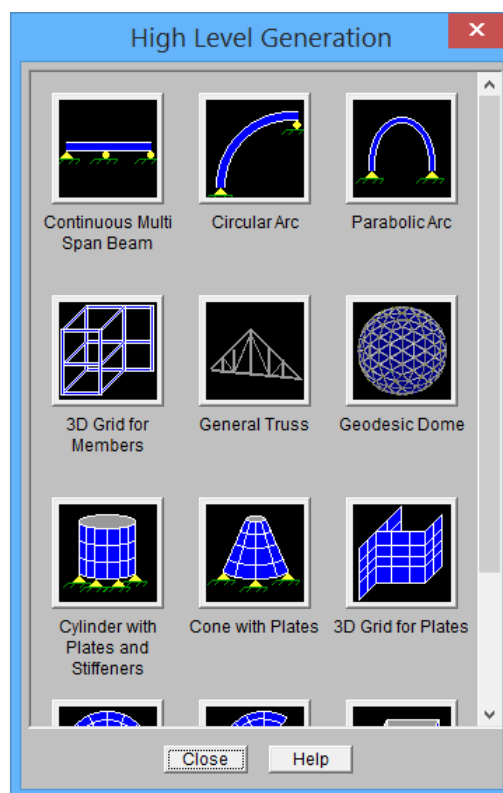 High Level Generation
Continuous Multi
Span Beam
Circular Arc
Parabolic Arc
3D Grid for
Members
General Truss
Geodesic Dome
Cylinder with
Plates and
Stiffeners
Cone with Plates
3D Grid for Plates
Close
Help